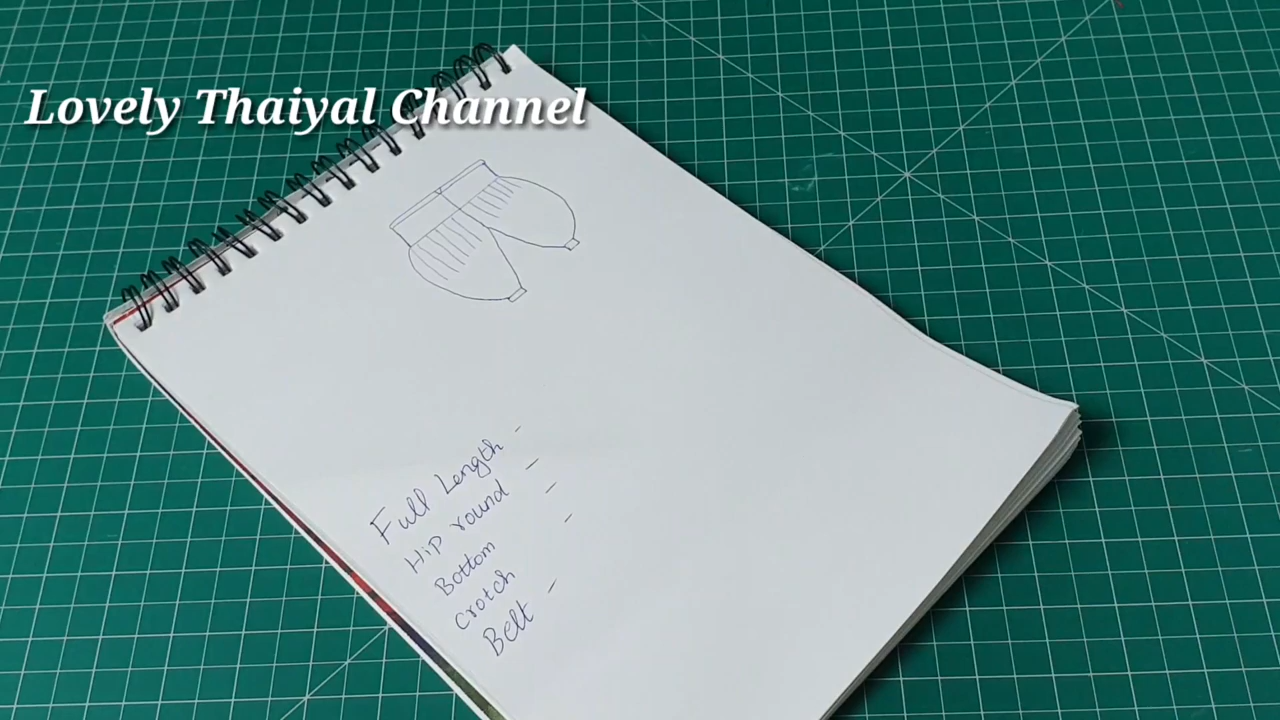 Lovely Thaiyal Channel
Full Length -
Hip round -
Bottom -
Crotch -
Belt -